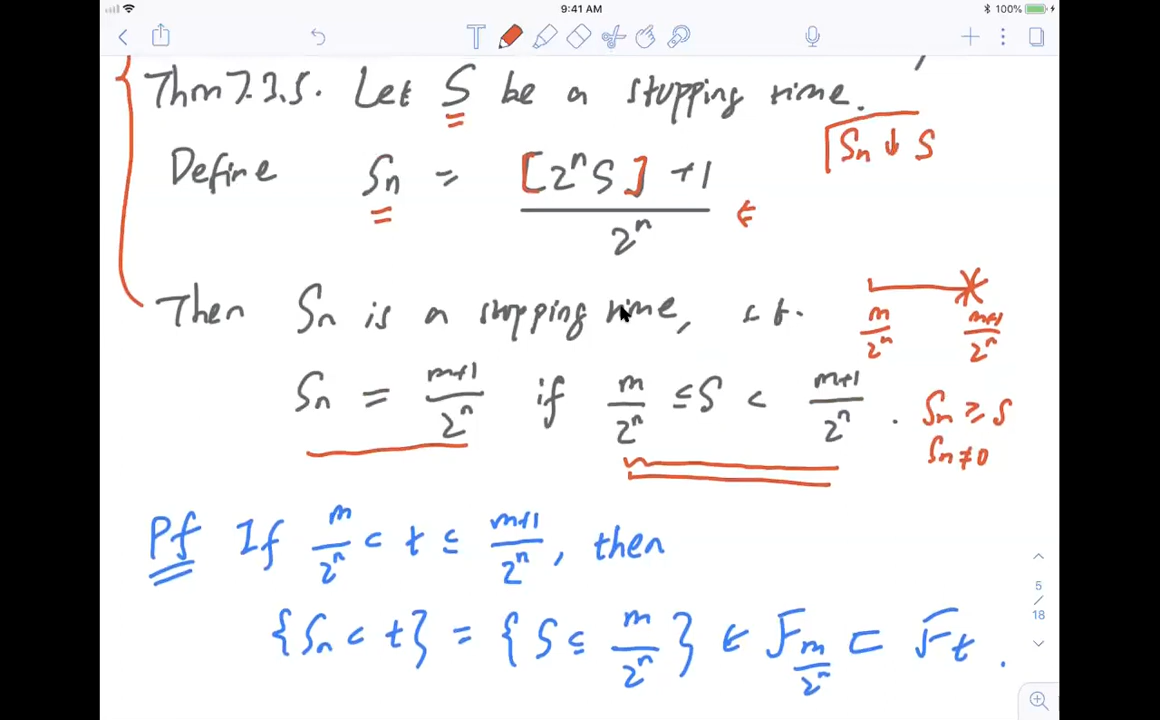 9:41 AM
100%
Thm 7.3.5. Let S be a stopping time.
Sn ↓ S
Define Sn = ([2^n S] + 1) / 2^n
Then Sn is a stopping time, s.t.
m/2^n (m+1)/2^n
Sn = (m+1)/2^n if m/2^n ≤ S < (m+1)/2^n.
Sn ≥ S
Sn ≠ 0
Pf If m/2^n < t ≤ (m+1)/2^n, then
{Sn < t} = {S ≤ m/2^n} ∈ F_{m/2^n} ⊂ F_t.
5
/
18